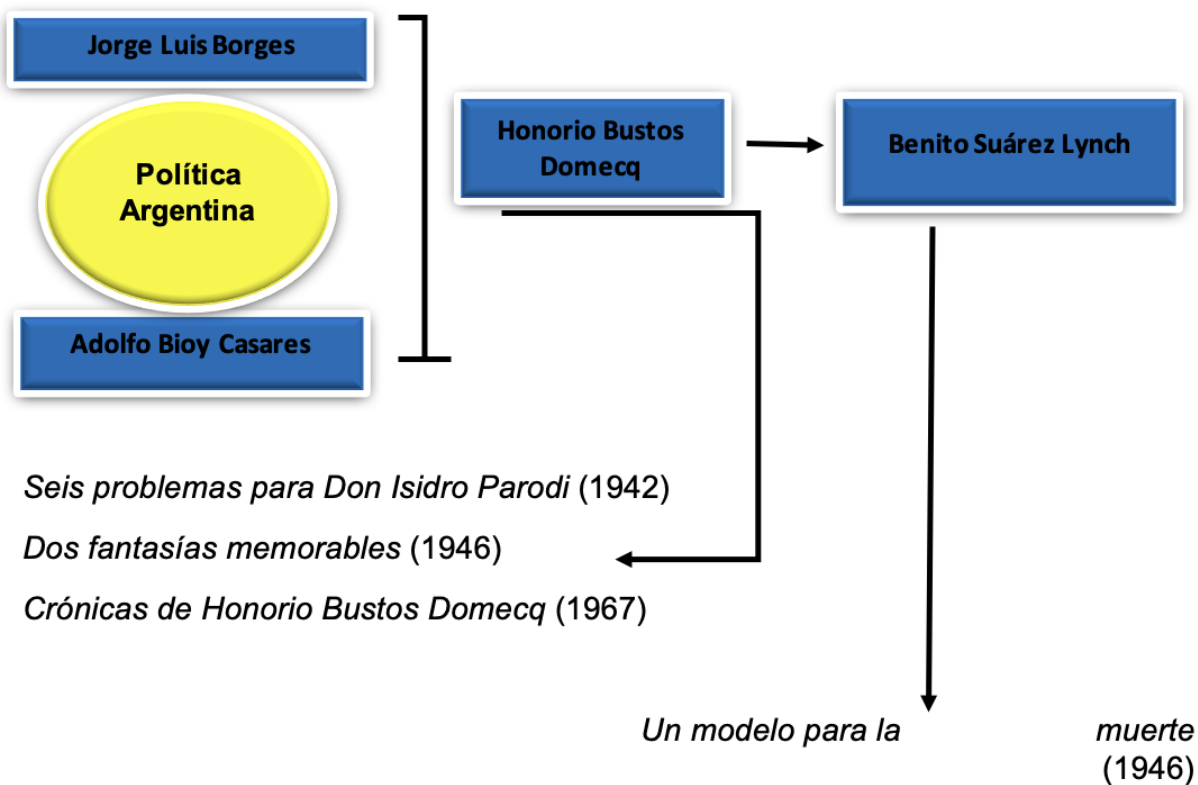 Jorge Luis Borges
Política
Argentina
Adolfo Bioy Casares
Honorio Bustos
Domecq
Benito Suárez Lynch
Seis problemas para Don Isidro Parodi (1942)
Dos fantasías memorables (1946)
Crónicas de Honorio Bustos Domecq (1967)
Un modelo para la muerte
(1946)